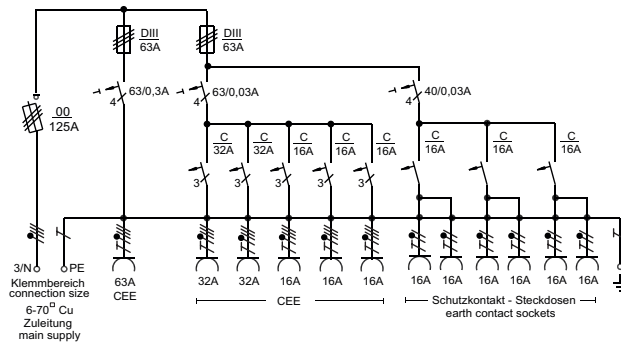 DIII
63A
DIII
63A
00
125A
4
63/0,3A
4
63/0,03A
4
40/0,03A
C
32A
C
32A
C
16A
C
16A
C
16A
C
16A
C
16A
C
16A
3
3
3
3
3
3/N
PE
63A
CEE
32A
32A
16A
16A
16A
CEE
16A
16A
16A
16A
16A
16A
Schutzkontakt - Steckdosen
earth contact sockets
Klemmbereich
connection size
6-70□ Cu
Zuleitung
main supply